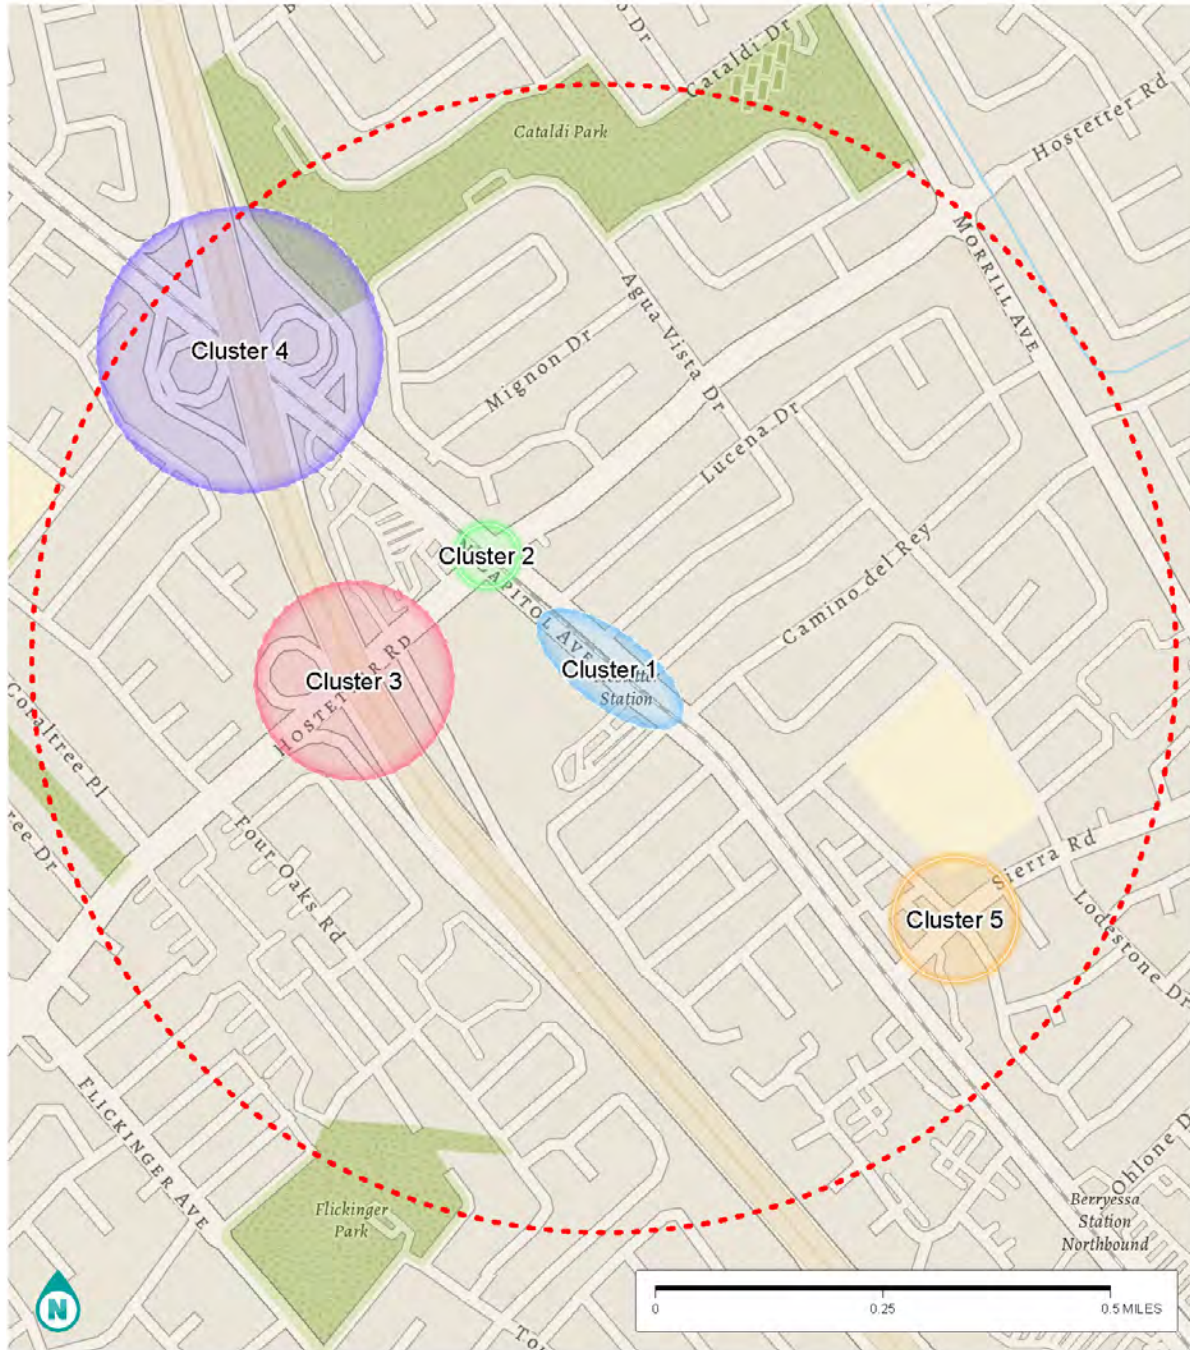 Cataldi Dr
Hostetter Rd
Cataldi Park
MORRILL AVE
Agua Vista Dr
Cluster 4
Mignon Dr
Lucena Dr
Cluster 2
N CAPITOL AVE
Camino del Rey
Cluster 1
Station
Cluster 3
HOSTETTER RD
Coraltree Pl
ree Dr
Four Oaks Rd
Sierra Rd
Cluster 5
Lodestone Dr
FLICKINGER AVE
Ohlone D
Flickinger
Park
Berryessa
Station
Northbound
N
0
0.25
0.5 MILES